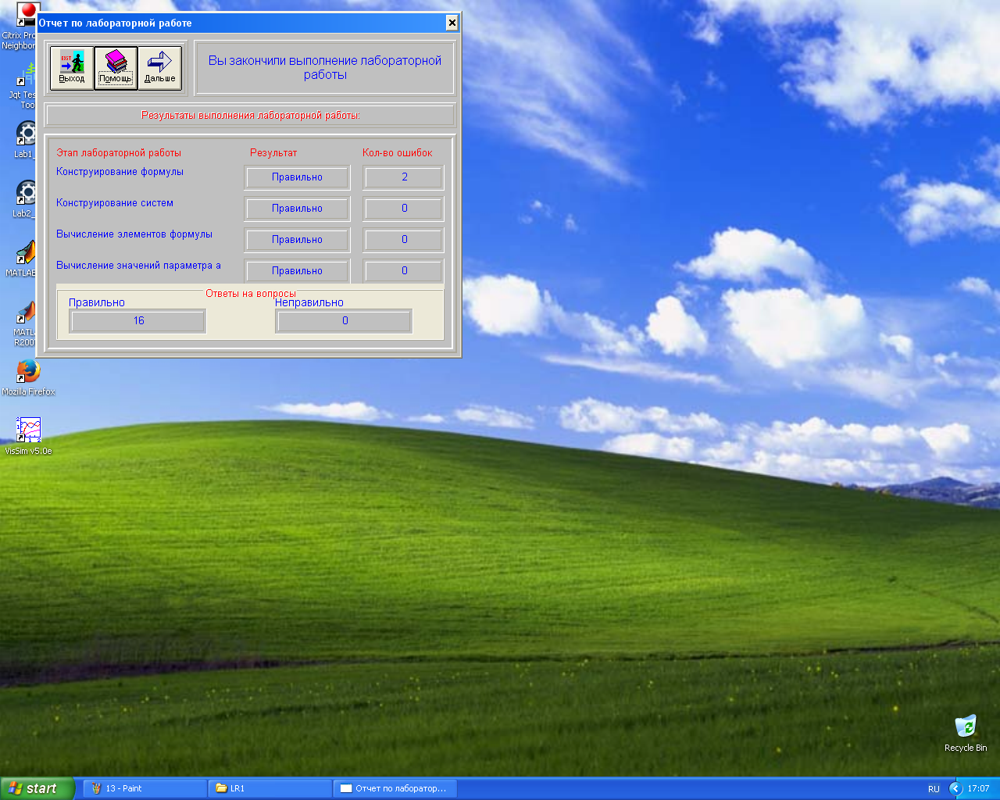 Отчет по лабораторной работе
Выход
Помощь
Дальше
Вы закончили выполнение лабораторной
работы
Результаты выполнения лабораторной работы:
Этап лабораторной работы Результат Кол-во ошибок
Конструирование формулы Правильно 2
Конструирование систем Правильно 0
Вычисление элементов формулы Правильно 0
Вычисление значений параметра а Правильно 0
Ответы на вопросы
Правильно Неправильно
16 0
Citrix Pro
Neighbor
Jqt Tes
Too
Lab1_
Lab2_
MATLAB
MATL
R200
Mozilla Firefox
VisSim v5.0e
Recycle Bin
start
13 - Paint
LR1
Отчет по лаборатор...
RU
17:07